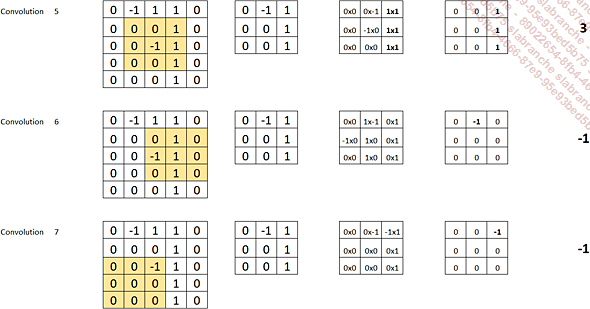 Convolution 5 0 -1 1 1 0 0 -1 1 0x0 0x-1 1x1 0 0 1
0 0 0 1 0 0 0 1 0x0 -1x0 1x1 0 0 1 3
0 0 -1 1 0 0 0 1 0x0 0x0 1x1 0 0 1
0 0 0 1 0
0 0 0 1 0
Convolution 6 0 -1 1 1 0 0 -1 1 0x0 1x-1 0x1 0 -1 0
0 0 0 1 0 0 0 1 -1x0 1x0 0x1 0 0 0 -1
0 0 -1 1 0 0 0 1 0x0 1x0 0x1 0 0 0
0 0 0 1 0
0 0 0 1 0
Convolution 7 0 -1 1 1 0 0 -1 1 0x0 0x-1 -1x1 0 0 -1
0 0 0 1 0 0 0 1 0x0 0x0 0x1 0 0 0 -1
0 0 -1 1 0 0 0 1 0x0 0x0 0x1 0 0 0
0 0 0 1 0
0 0 0 1 0
slabranche